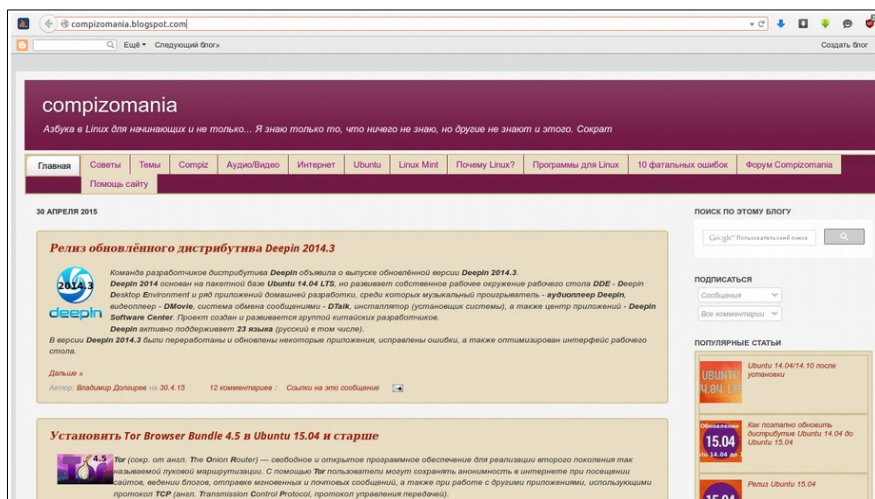 compizomania.blogspot.com
Ещё Следующий блог» Создать блог
compizomania
Азбука в Linux для начинающих и не только... Я знаю только то, что ничего не знаю, но другие не знают и этого. Сократ
Главная Советы Темы Compiz Аудио/Видео Интернет Ubuntu Linux Mint Почему Linux? Программы для Linux 10 фатальных ошибок Форум Compizomania
Помощь сайту
30 АПРЕЛЯ 2015
Релиз обновлённого дистрибутива Deepin 2014.3
2014.3
deepin
Команда разработчиков дистрибутива Deepin объявила о выпуске обновлённой версии Deepin 2014.3.
Deepin 2014 основан на пакетной базе Ubuntu 14.04 LTS, но развивает собственное рабочее окружение рабочего стола DDE - Deepin
Desktop Environment и ряд приложений домашней разработки, среди которых музыкальный проигрыватель - аудиоплеер Deepin,
видеоплеер - DMovie, система обмена сообщениями - DTalk, инсталлятор (установщик системы), а также центр приложений - Deepin
Software Center. Проект создан и развивается группой китайских разработчиков.
Deepin активно поддерживает 23 языка (русский в том числе).
В версии Deepin 2014.3 были переработаны и обновлены некоторые приложения, исправлены ошибки, а также оптимизирован интерфейс рабочего
стола.
Дальше »
Автор: Владимир Долгирев на 30.4.15 12 комментариев : Ссылки на это сообщение
Установить Tor Browser Bundle 4.5 в Ubuntu 15.04 и старше
4.5
Tor (сокр. от англ. The Onion Router) — свободное и открытое программное обеспечение для реализации второго поколения так
называемой луковой маршрутизации. С помощью Tor пользователи могут сохранять анонимность в интернете при посещении
сайтов, ведении блогов, отправке мгновенных и почтовых сообщений, а также при работе с другими приложениями, использующими
протокол TCP (англ. Transmission Control Protocol, протокол управления передачей).
ПОИСК ПО ЭТОМУ БЛОГУ
Google Пользовательский поиск
ПОДПИСАТЬСЯ
Сообщения
Все комментарии
ПОПУЛЯРНЫЕ СТАТЬИ
UBUNTU
Ubuntu 14.04/14.10 после
установки
Обновление
15.04
Как поэтапно обновить
дистрибутив Ubuntu 14.04 до
Ubuntu 15.04
15.04
Релиз Ubuntu 15.04